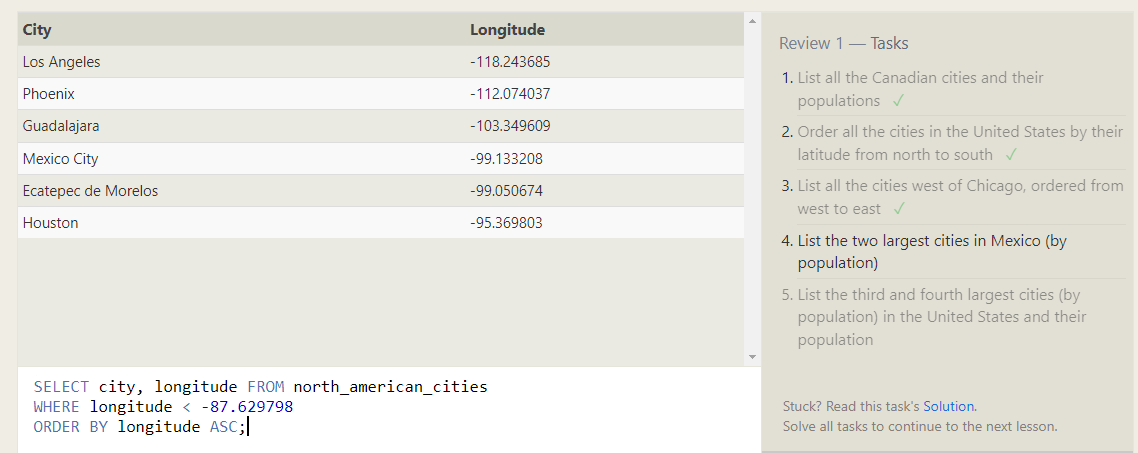 City Longitude
Los Angeles -118.243685
Phoenix -112.074037
Guadalajara -103.349609
Mexico City -99.133208
Ecatepec de Morelos -99.050674
Houston -95.369803
SELECT city, longitude FROM north_american_cities
WHERE longitude < -87.629798
ORDER BY longitude ASC;
Review 1 — Tasks
1. List all the Canadian cities and their
populations ✓
2. Order all the cities in the United States by their
latitude from north to south ✓
3. List all the cities west of Chicago, ordered from
west to east ✓
4. List the two largest cities in Mexico (by
population)
5. List the third and fourth largest cities (by
population) in the United States and their
population
Stuck? Read this task's Solution.
Solve all tasks to continue to the next lesson.